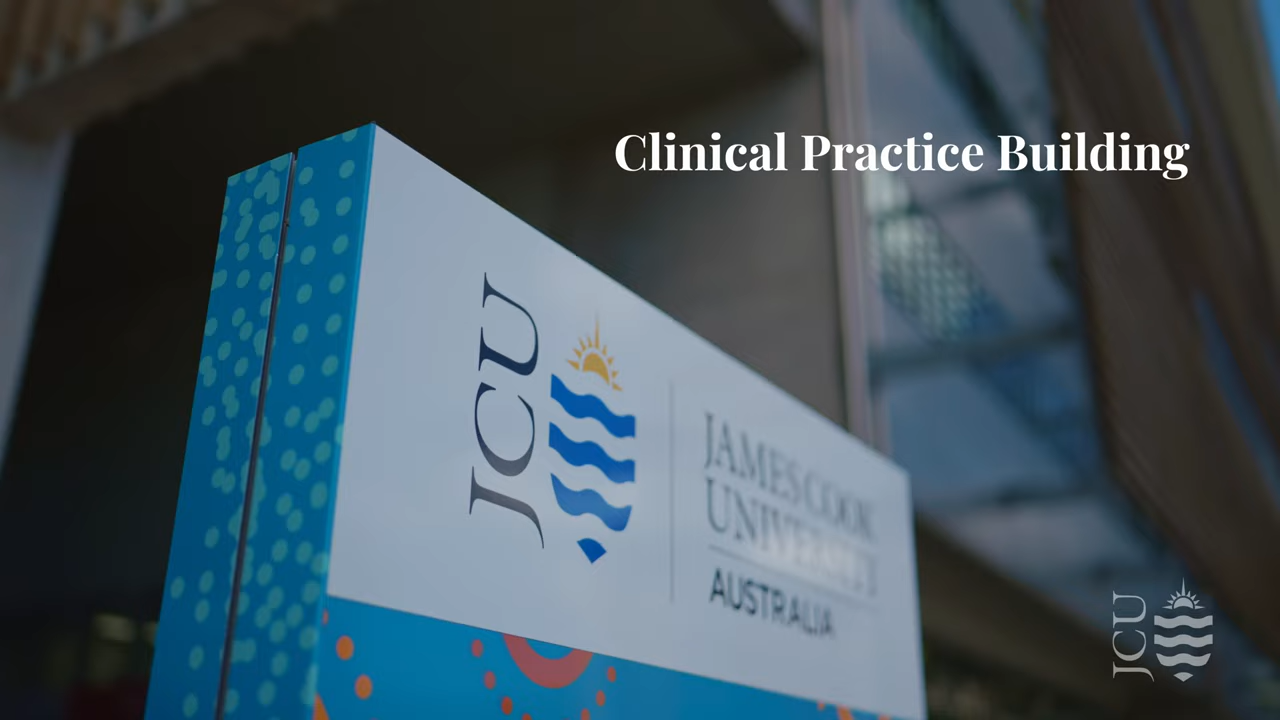 Clinical Practice Building
JCU
JAMES COOK
UNIVERSITY
AUSTRALIA
JCU